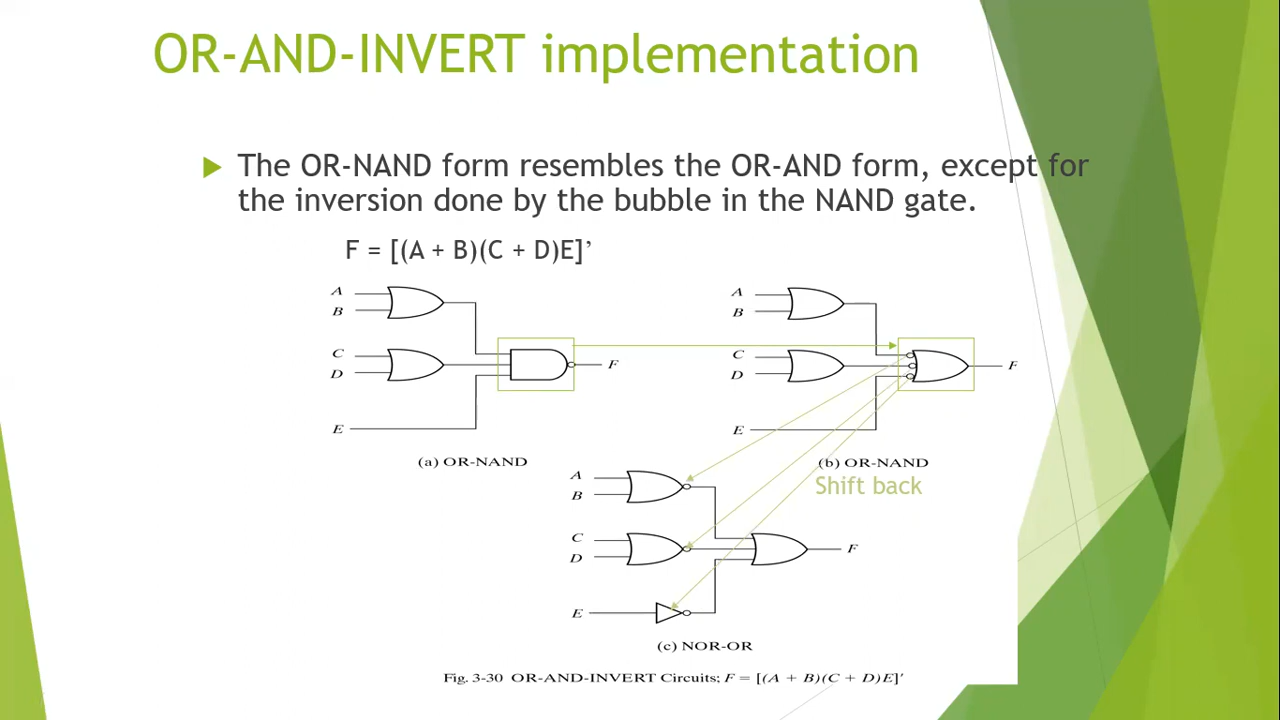 OR-AND-INVERT implementation
The OR-NAND form resembles the OR-AND form, except for
the inversion done by the bubble in the NAND gate.
F = [(A + B)(C + D)E]’
A
B
C
D
E
F
(a) OR-NAND
A
B
C
D
E
F
(b) OR-NAND
Shift back
A
B
C
D
E
F
(c) NOR-OR
Fig. 3-30 OR-AND-INVERT Circuits; F = [(A + B)(C + D)E]'